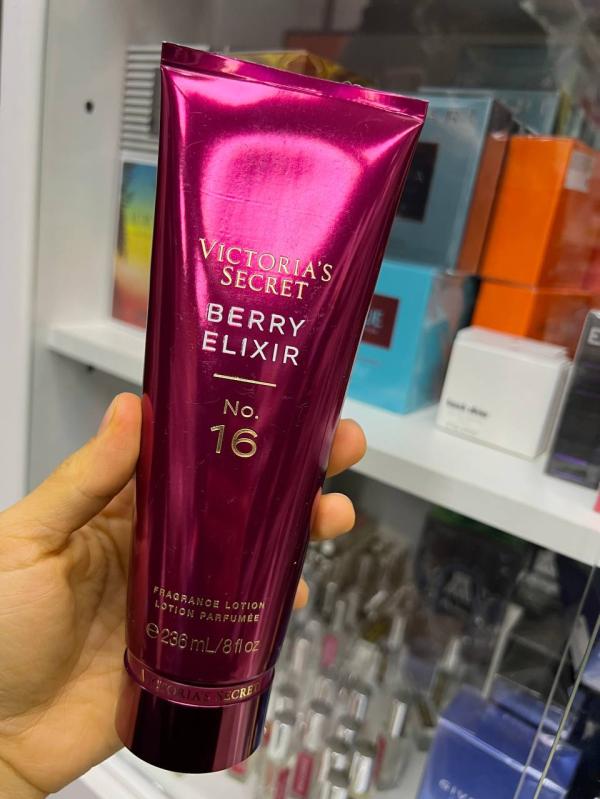 VICTORIA'S
SECRET
BERRY
ELIXIR
No.
16
FRAGRANCE LOTION
LOTION PARFUMÉE
℮236 mL/8 fl oz
VICTORIA'S SECRET